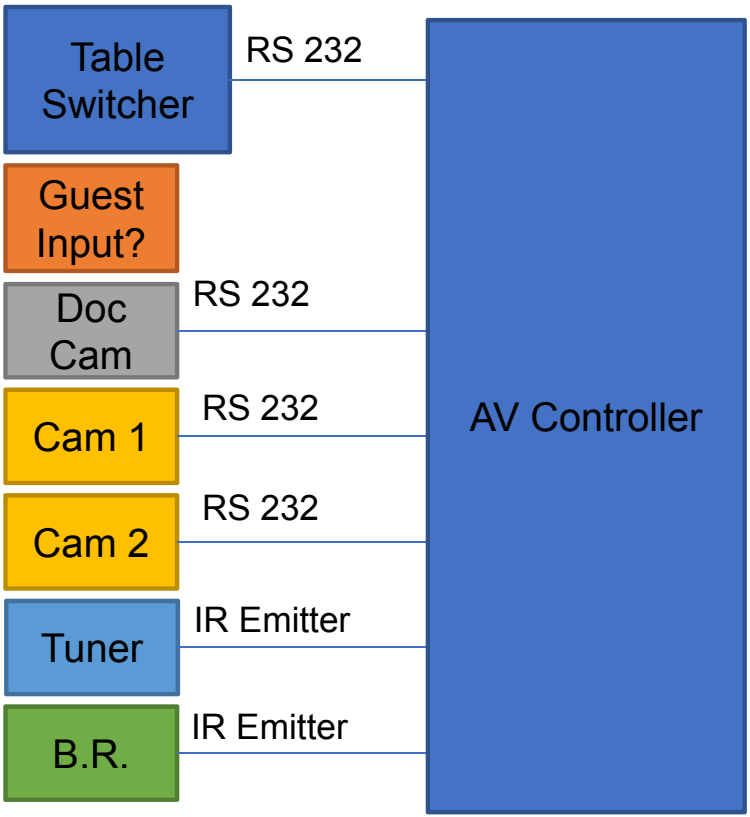 Table
Switcher
RS 232
Guest
Input?
Doc
Cam
RS 232
Cam 1
RS 232
AV Controller
Cam 2
RS 232
Tuner
IR Emitter
B.R.
IR Emitter